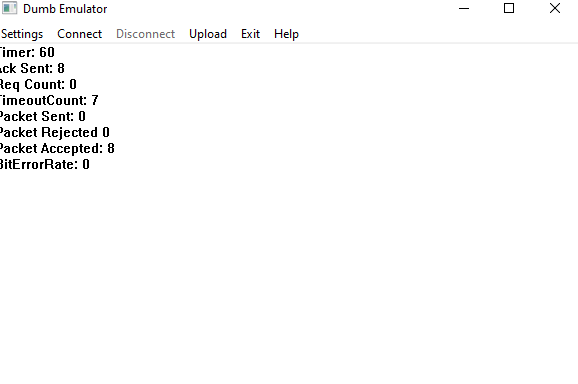 Dumb Emulator
Settings Connect Disconnect Upload Exit Help
Timer: 60
Ack Sent: 8
Req Count: 0
TimeoutCount: 7
Packet Sent: 0
Packet Rejected 0
Packet Accepted: 8
BitErrorRate: 0